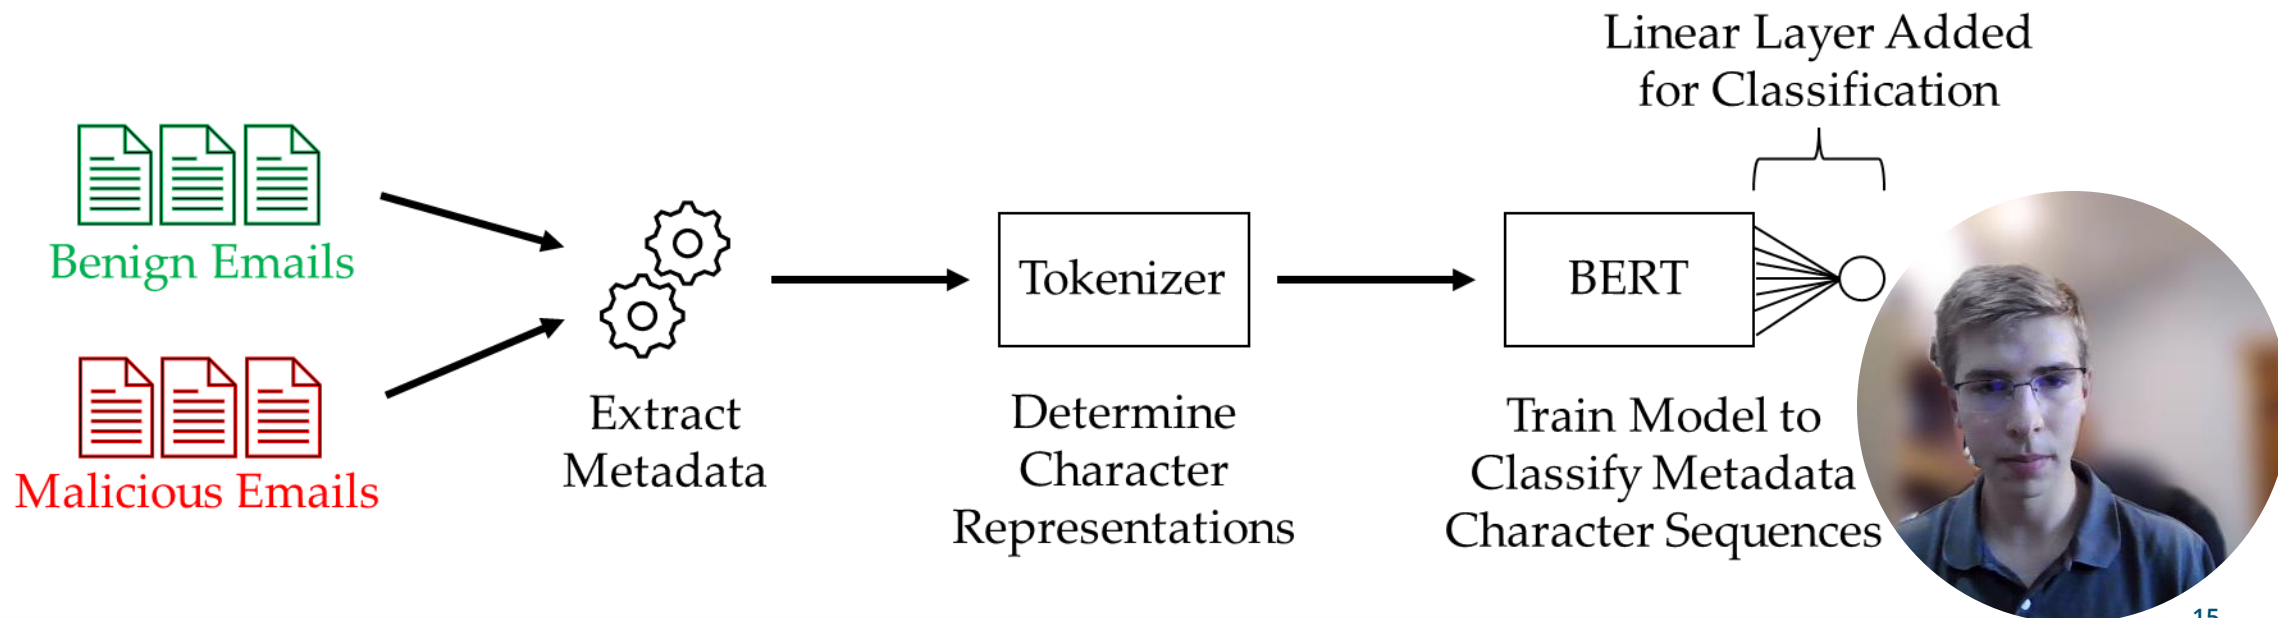 Linear Layer Added
for Classification
Benign Emails
Malicious Emails
Extract
Metadata
Tokenizer
Determine
Character
Representations
BERT
Train Model to
Classify Metadata
Character Sequences
15